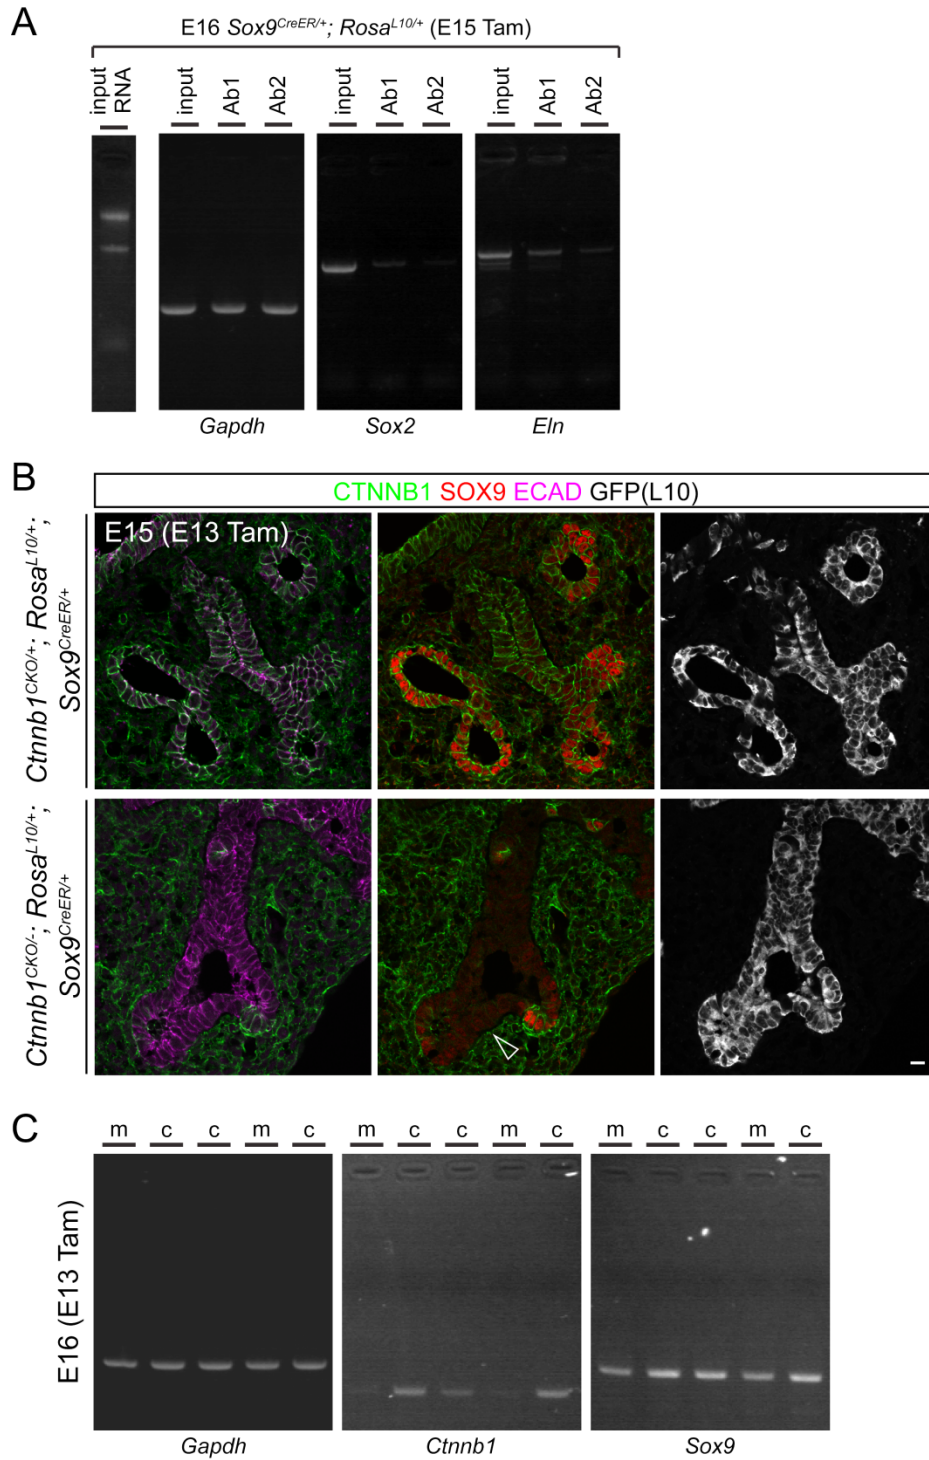 A
E16 Sox9CreER/+; RosaL10/+ (E15 Tam)
input RNA
input Ab1 Ab2
input Ab1 Ab2
input Ab1 Ab2
Gapdh Sox2 Eln
B
CTNNB1 SOX9 ECAD GFP(L10)
E15 (E13 Tam)
Ctnnb1CKO/+; RosaL10/+;
Sox9CreER/+
Ctnnb1CKO/-; RosaL10/+;
Sox9CreER/+
C
m c c m c m c c m c m c c m c
E16 (E13 Tam)
Gapdh Ctnnb1 Sox9